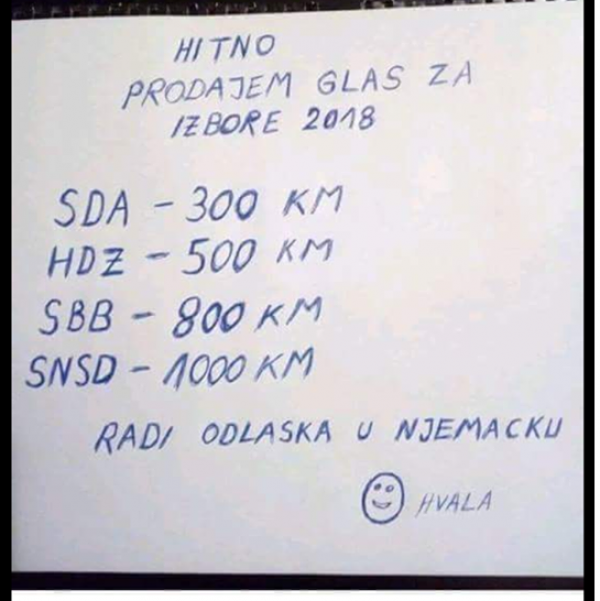 HITNO
PRODAJEM GLAS ZA
IZBORE 2018
SDA - 300 KM
HDZ - 500 KM
SBB - 800 KM
SNSD - 1000 KM
RADI ODLASKA U NJEMACKU
HVALA